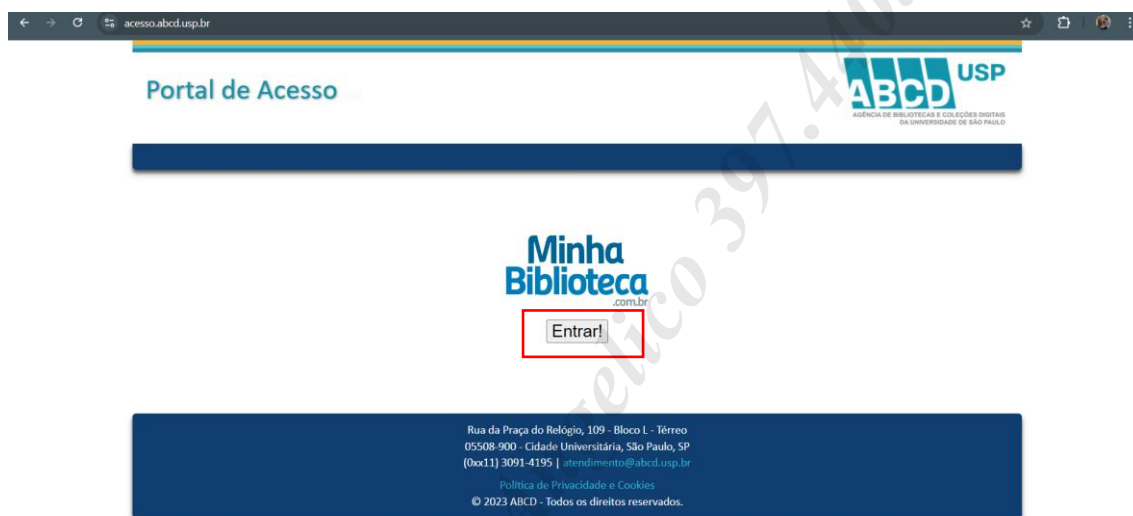 acesso.abcd.usp.br
Portal de Acesso
ABCD USP
AGÊNCIA DE BIBLIOTECAS E COLEÇÕES DIGITAIS
DA UNIVERSIDADE DE SÃO PAULO
Minha
Biblioteca
.com.br
Entrar!
Rua da Praça do Relógio, 109 - Bloco L - Térreo
05508-900 - Cidade Universitária, São Paulo, SP
(0xx11) 3091-4195 | atendimento@abcd.usp.br
Política de Privacidade e Cookies
© 2023 ABCD - Todos os direitos reservados.